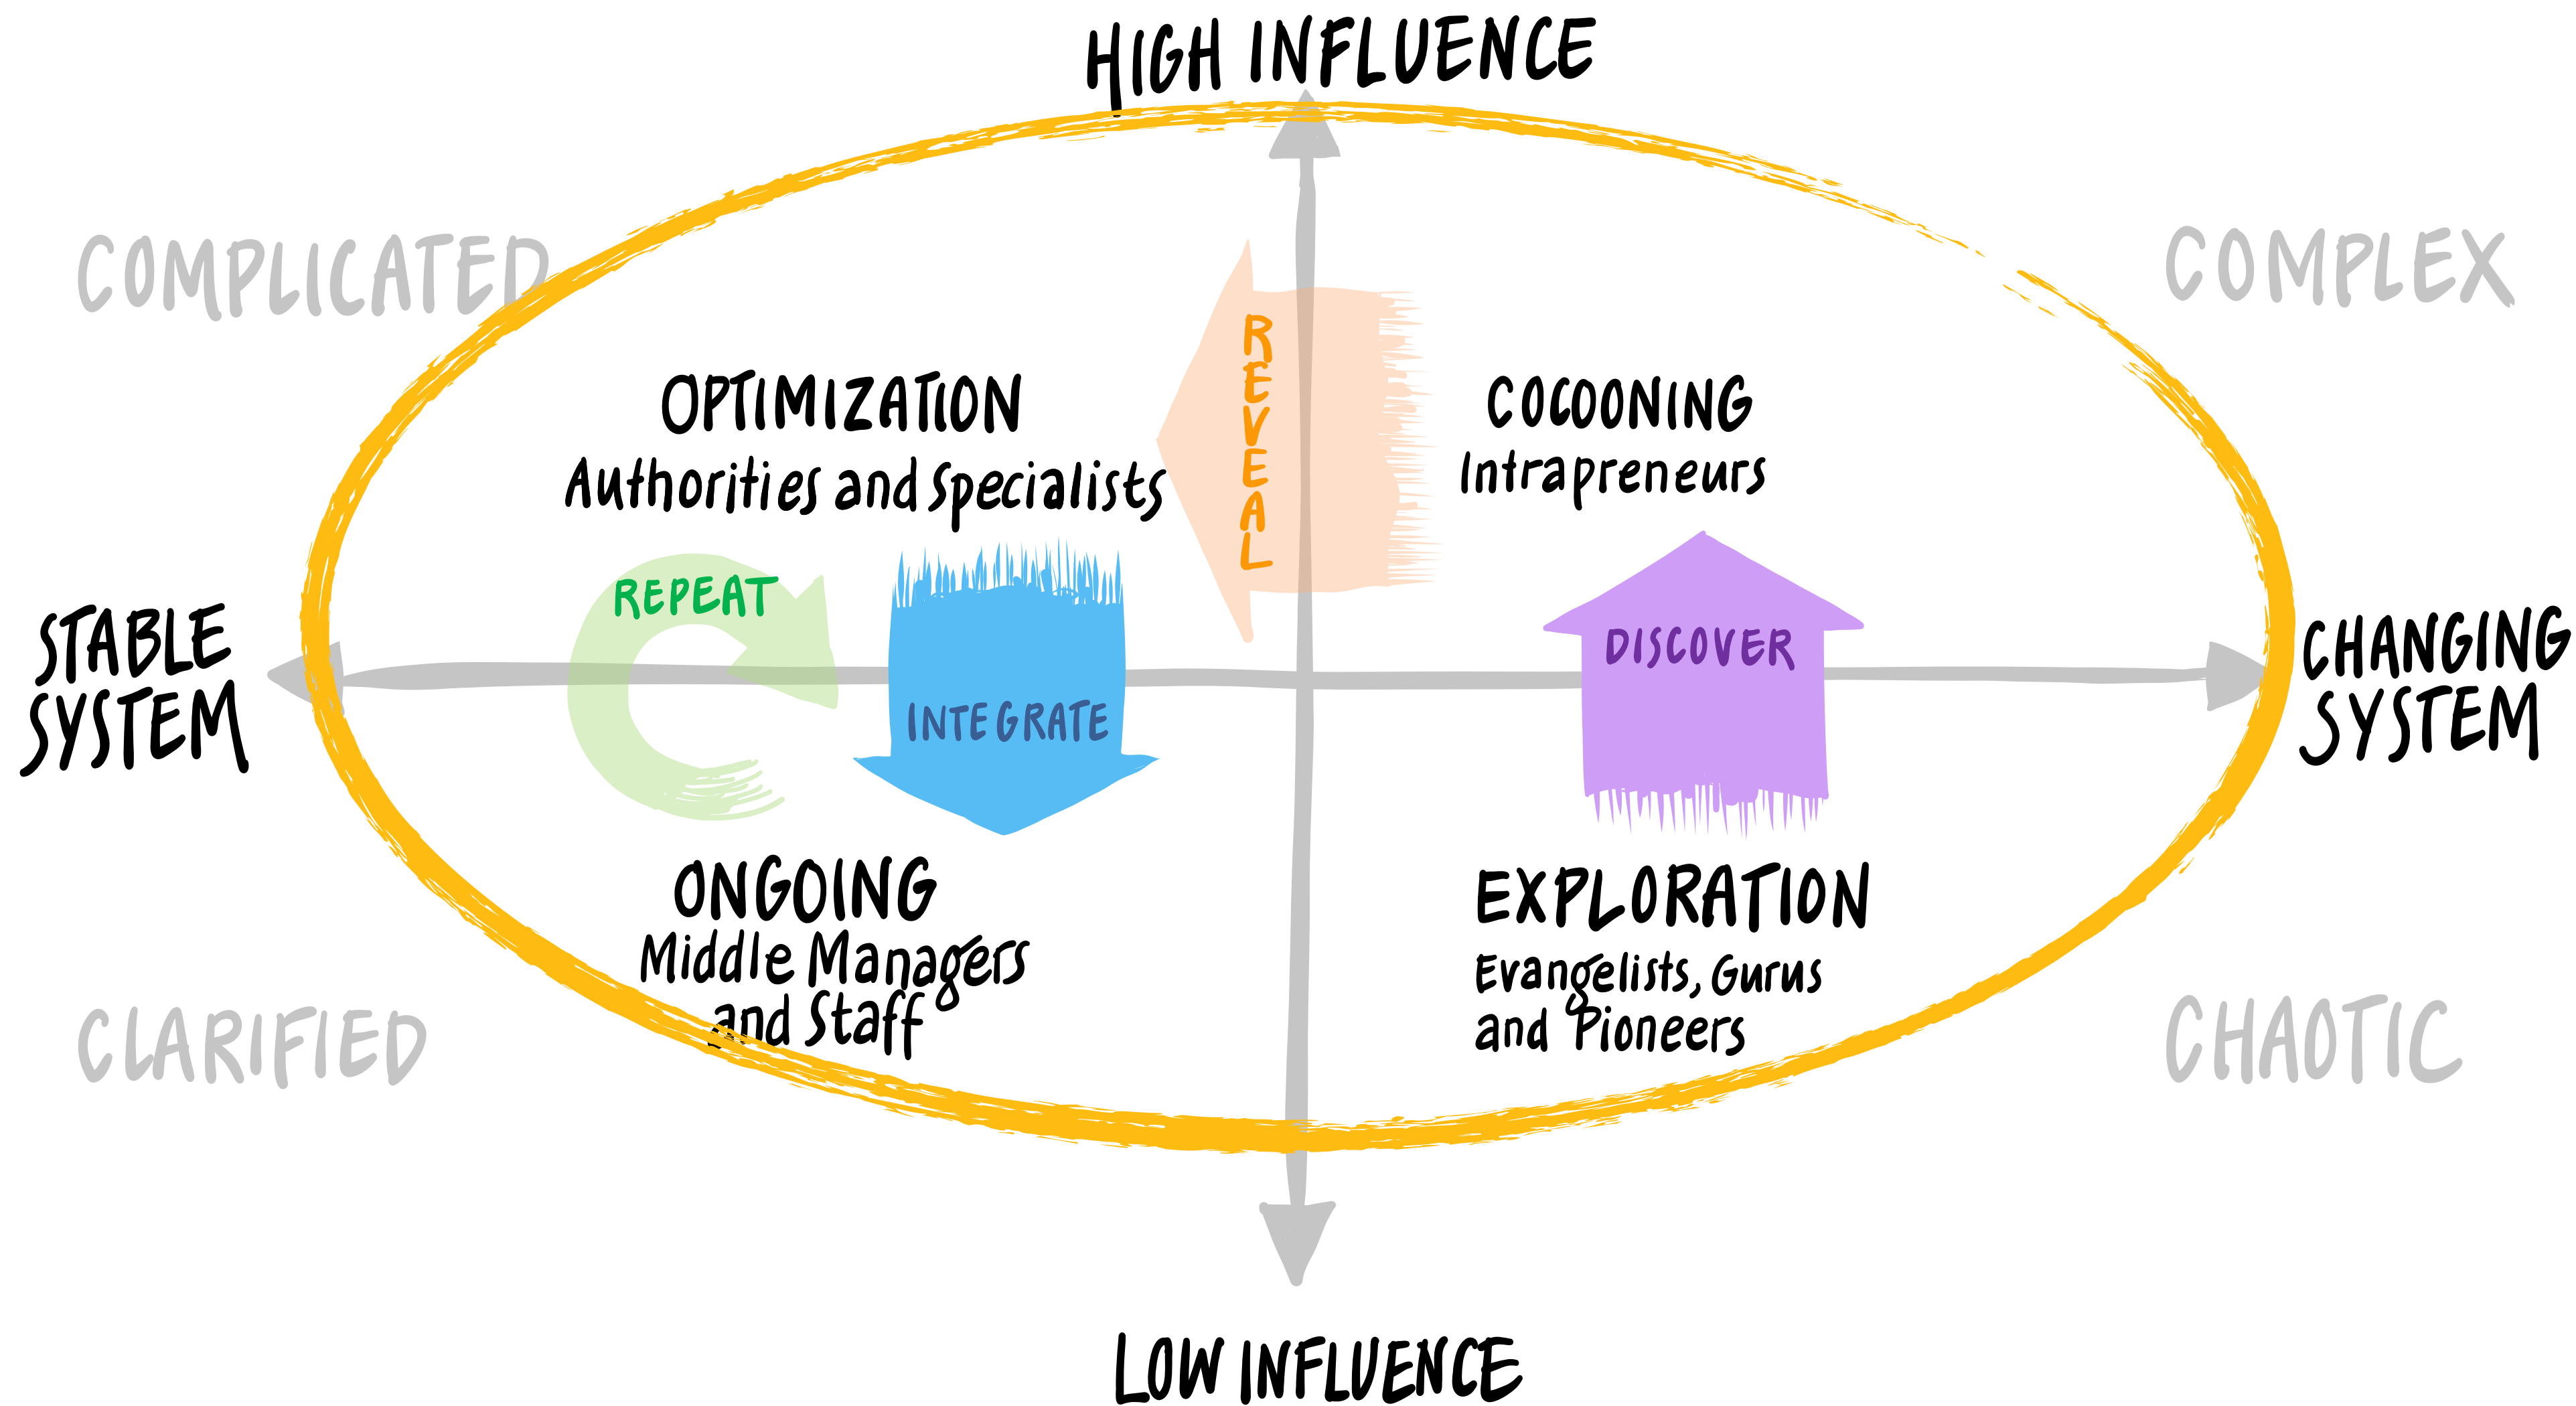 HIGH INFLUENCE
COMPLICATED
COMPLEX
REVEAL
OPTIMIZATION
Authorities and Specialists
COCOONING
Intrapreneurs
REPEAT
INTEGRATE
DISCOVER
STABLE
SYSTEM
CHANGING
SYSTEM
ONGOING
Middle Managers
and Staff
EXPLORATION
Evangelists, Gurus
and Pioneers
CLARIFIED
CHAOTIC
LOW INFLUENCE